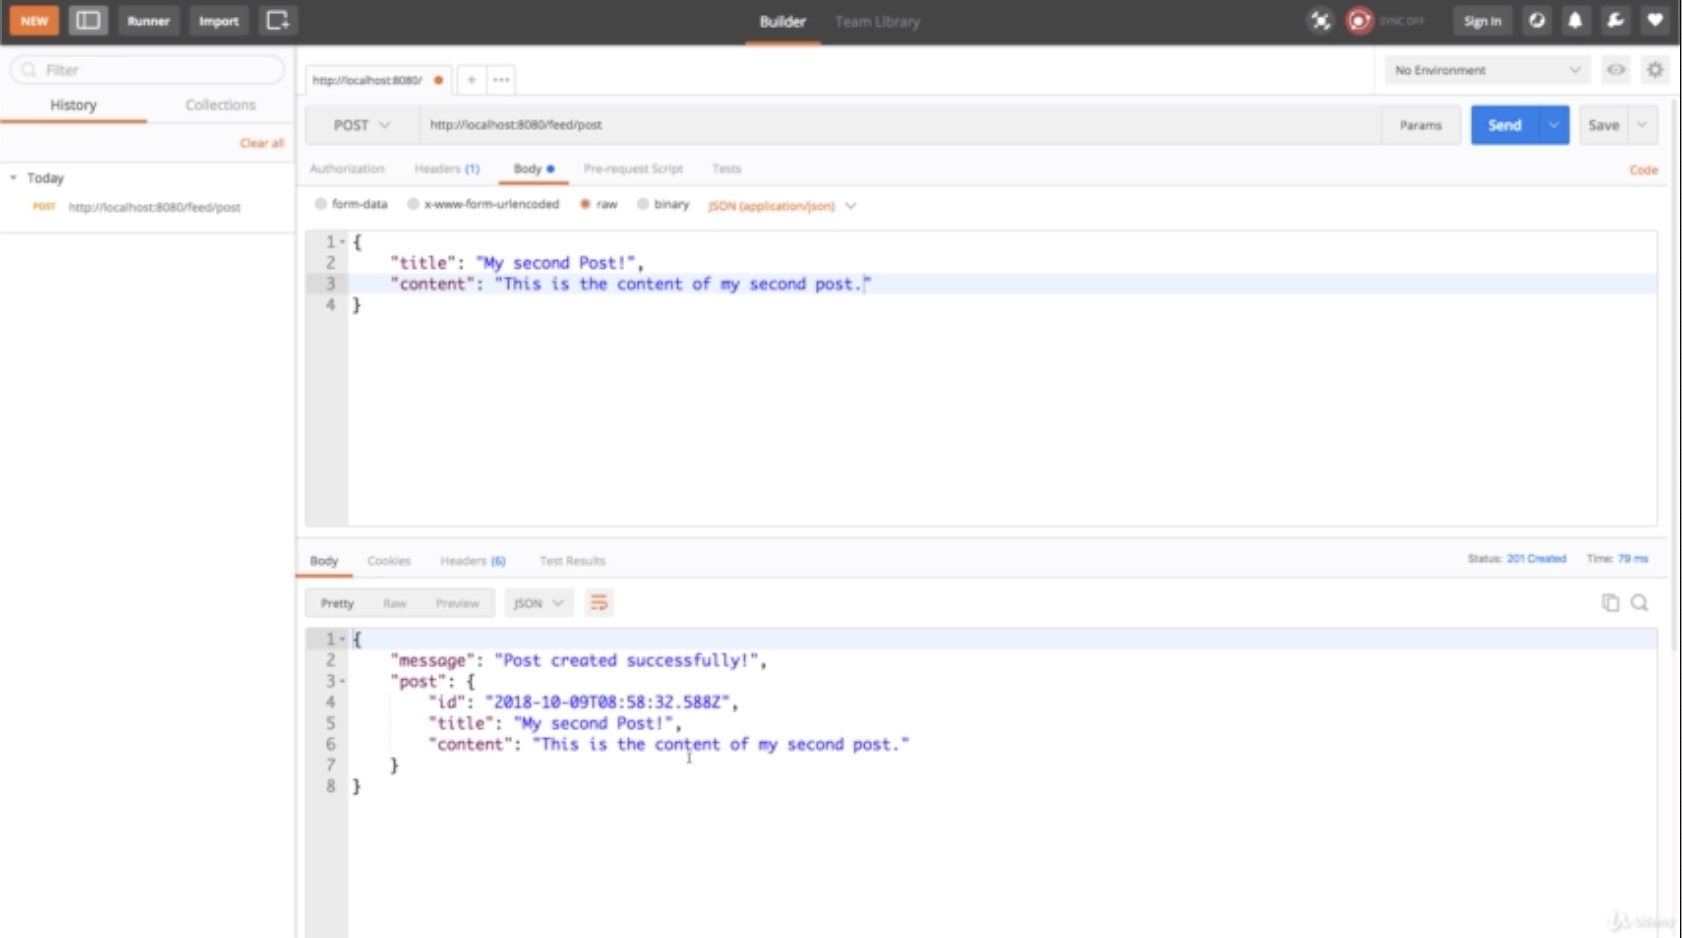 NEW Runner Import Builder Team Library SYNC OFF Sign In
Filter
History Collections
Clear all
Today
POST http://localhost:8080/feed/post
http://localhost:8080/ + ••• No Environment
POST http://localhost:8080/feed/post Params Send Save
Authorization Headers (1) Body Pre-request Script Tests Code
form-data x-www-form-urlencoded raw binary JSON (application/json)
1 {
2 "title": "My second Post!",
3 "content": "This is the content of my second post."
4 }
Body Cookies Headers (6) Test Results Status: 201 Created Time: 79 ms
Pretty Raw Preview JSON
1 {
2 "message": "Post created successfully!",
3 "post": {
4 "id": "2018-10-09T08:58:32.588Z",
5 "title": "My second Post!",
6 "content": "This is the content of my second post."
7 }
8 }
Udemy